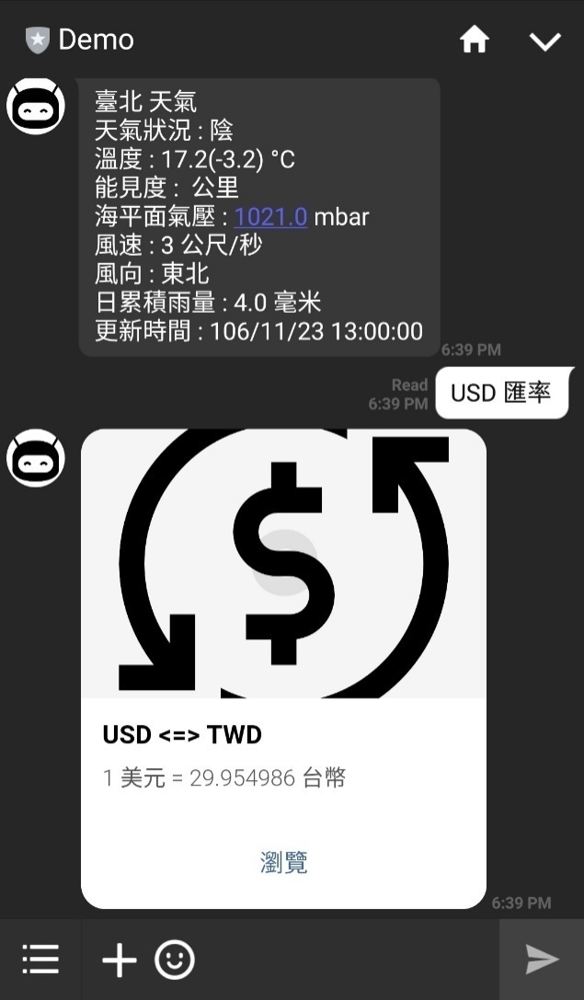 Demo
臺北 天氣
天氣狀況 : 陰
溫度 : 17.2(-3.2) °C
能見度 :  公里
海平面氣壓 : 1021.0 mbar
風速 : 3 公尺/秒
風向 : 東北
日累積雨量 : 4.0 毫米
更新時間 : 106/11/23 13:00:00
6:39 PM
Read
6:39 PM
USD 匯率
USD <=> TWD
1 美元 = 29.954986 台幣
瀏覽
6:39 PM